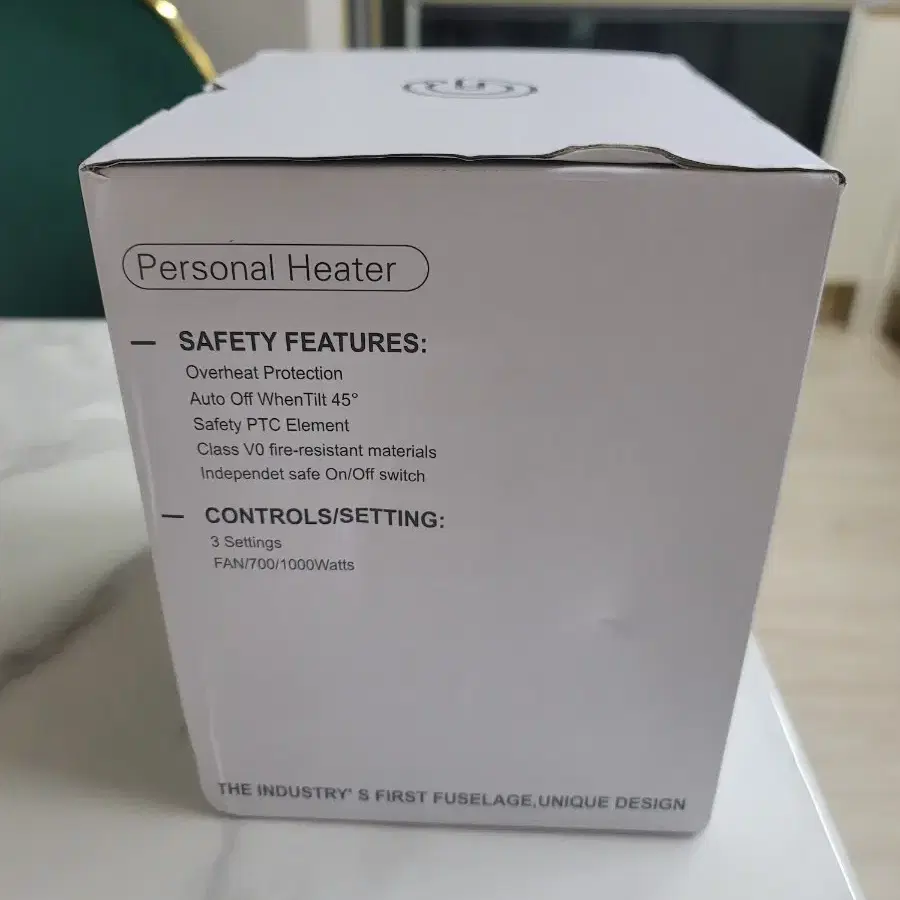 Personal Heater
— SAFETY FEATURES:
Overheat Protection
Auto Off WhenTilt 45°
Safety PTC Element
Class V0 fire-resistant materials
Independet safe On/Off switch
— CONTROLS/SETTING:
3 Settings
FAN/700/1000Watts
THE INDUSTRY' S FIRST FUSELAGE,UNIQUE DESIGN